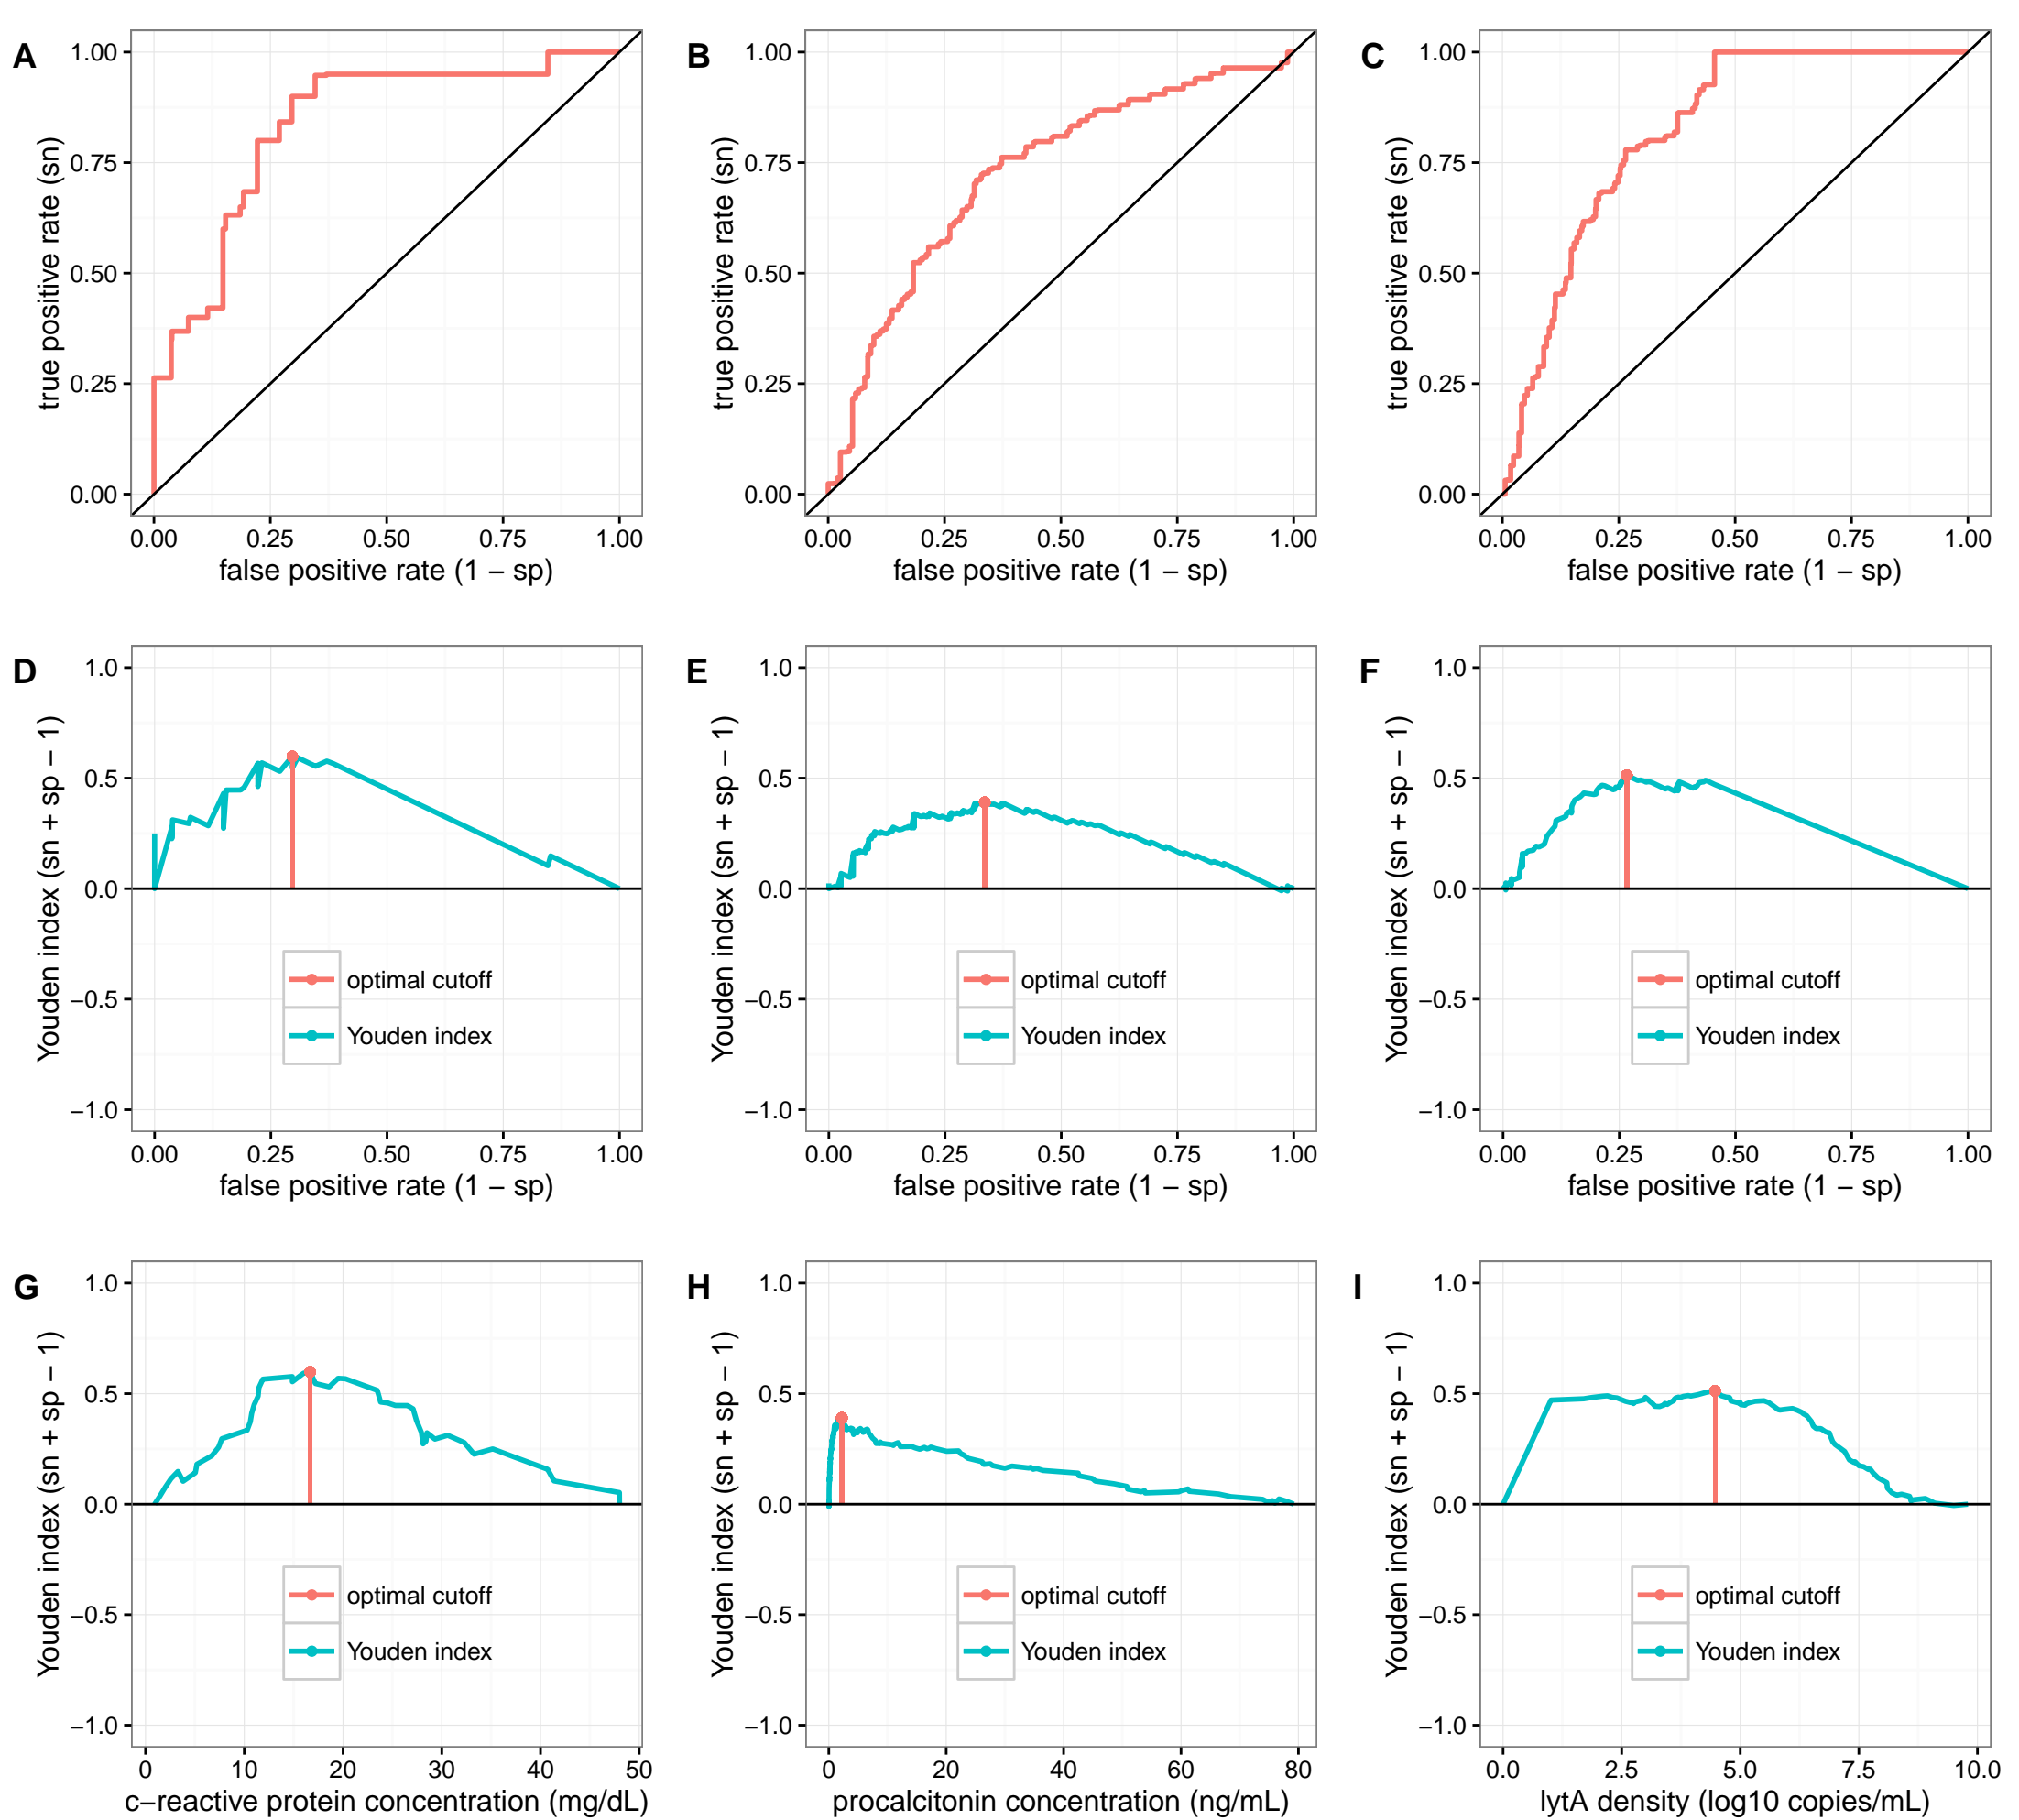 A
true positive rate (sn)
1.00
0.75
0.50
0.25
0.00
0.00 0.25 0.50 0.75 1.00
false positive rate (1 − sp)
B
true positive rate (sn)
1.00
0.75
0.50
0.25
0.00
0.00 0.25 0.50 0.75 1.00
false positive rate (1 − sp)
C
true positive rate (sn)
1.00
0.75
0.50
0.25
0.00
0.00 0.25 0.50 0.75 1.00
false positive rate (1 − sp)
D
Youden index (sn + sp − 1)
1.0
0.5
0.0
−0.5
−1.0
optimal cutoff
Youden index
0.00 0.25 0.50 0.75 1.00
false positive rate (1 − sp)
E
Youden index (sn + sp − 1)
1.0
0.5
0.0
−0.5
−1.0
optimal cutoff
Youden index
0.00 0.25 0.50 0.75 1.00
false positive rate (1 − sp)
F
Youden index (sn + sp − 1)
1.0
0.5
0.0
−0.5
−1.0
optimal cutoff
Youden index
0.00 0.25 0.50 0.75 1.00
false positive rate (1 − sp)
G
Youden index (sn + sp − 1)
1.0
0.5
0.0
−0.5
−1.0
optimal cutoff
Youden index
0 10 20 30 40 50
c−reactive protein concentration (mg/dL)
H
Youden index (sn + sp − 1)
1.0
0.5
0.0
−0.5
−1.0
optimal cutoff
Youden index
0 20 40 60 80
procalcitonin concentration (ng/mL)
I
Youden index (sn + sp − 1)
1.0
0.5
0.0
−0.5
−1.0
optimal cutoff
Youden index
0.0 2.5 5.0 7.5 10.0
lytA density (log10 copies/mL)